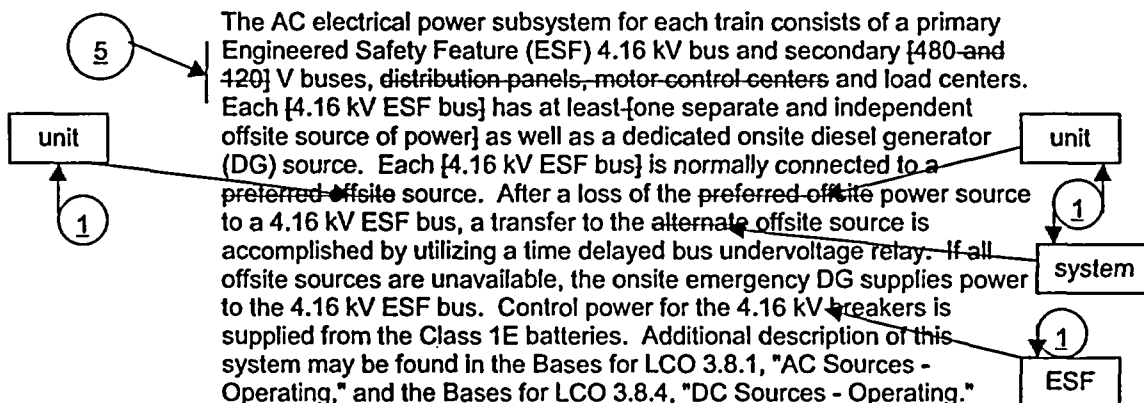 The AC electrical power subsystem for each train consists of a primary
5
Engineered Safety Feature (ESF) 4.16 kV bus and secondary [480 and
120] V buses, distribution panels, motor control centers and load centers.
Each [4.16 kV ESF bus] has at least [one separate and independent
unit
offsite source of power] as well as a dedicated onsite diesel generator
unit
(DG) source. Each [4.16 kV ESF bus] is normally connected to a
preferred offsite source. After a loss of the preferred offsite power source
1
to a 4.16 kV ESF bus, a transfer to the alternate offsite source is
1
accomplished by utilizing a time delayed bus undervoltage relay. If all
offsite sources are unavailable, the onsite emergency DG supplies power
system
to the 4.16 kV ESF bus. Control power for the 4.16 kV breakers is
supplied from the Class 1E batteries. Additional description of this
1
system may be found in the Bases for LCO 3.8.1, "AC Sources -
Operating," and the Bases for LCO 3.8.4, "DC Sources - Operating."
ESF